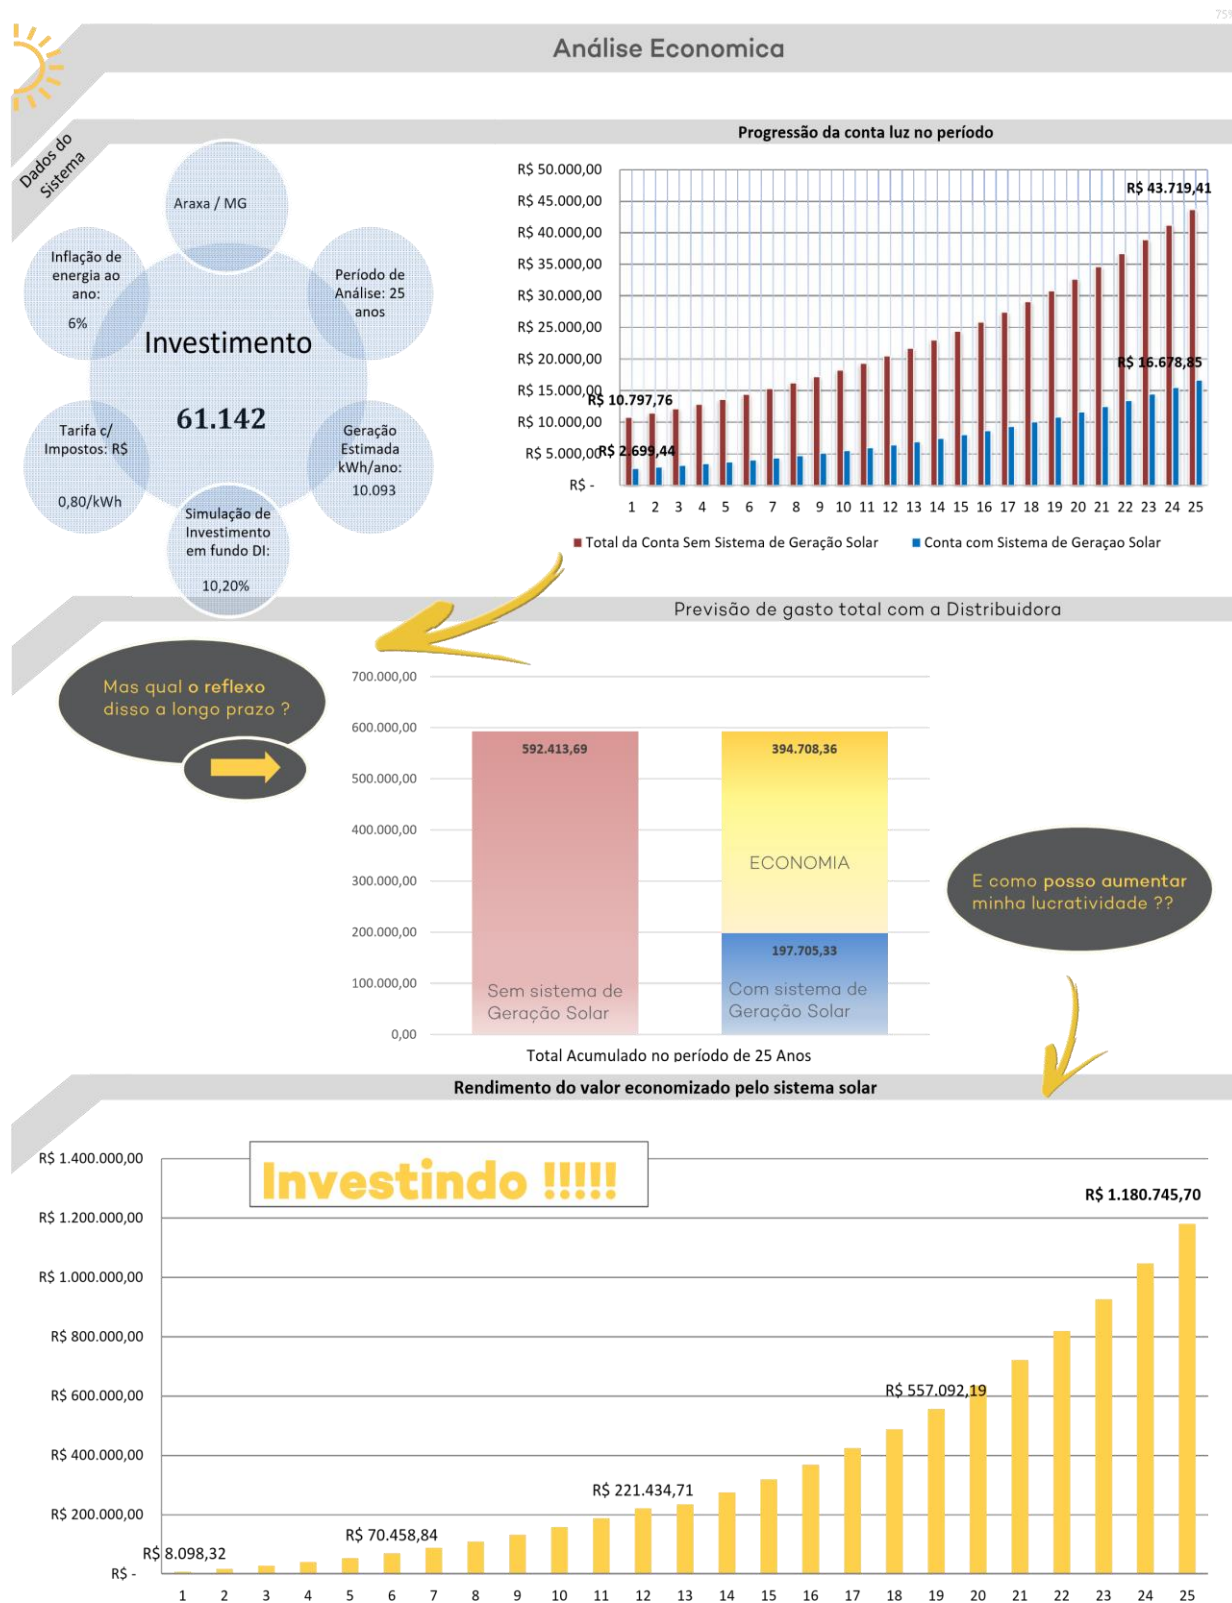 75%
Análise Economica
Dados do
Sistema
Araxa / MG
Inflação de
energia ao
ano:
6%
Período de
Análise: 25
anos
Investimento
61.142
Tarifa c/
Impostos: R$
0,80/kWh
Geração
Estimada
kWh/ano:
10.093
Simulação de
Investimento
em fundo DI:
10,20%
Progressão da conta luz no período
R$ 50.000,00
R$ 45.000,00
R$ 40.000,00
R$ 35.000,00
R$ 30.000,00
R$ 25.000,00
R$ 20.000,00
R$ 15.000,00
R$ 10.000,00
R$ 5.000,00
R$ -
R$ 43.719,41
R$ 16.678,85
R$ 10.797,76
R$ 2.699,44
1 2 3 4 5 6 7 8 9 10 11 12 13 14 15 16 17 18 19 20 21 22 23 24 25
Total da Conta Sem Sistema de Geração Solar Conta com Sistema de Geraçao Solar
Previsão de gasto total com a Distribuidora
Mas qual o reflexo
disso a longo prazo ?
700.000,00
600.000,00
500.000,00
400.000,00
300.000,00
200.000,00
100.000,00
0,00
592.413,69
Sem sistema de
Geração Solar
394.708,36
ECONOMIA
197.705,33
Com sistema de
Geração Solar
Total Acumulado no período de 25 Anos
E como posso aumentar
minha lucratividade ??
Rendimento do valor economizado pelo sistema solar
Investindo !!!!!
R$ 1.400.000,00
R$ 1.200.000,00
R$ 1.000.000,00
R$ 800.000,00
R$ 600.000,00
R$ 400.000,00
R$ 200.000,00
R$ -
R$ 8.098,32
R$ 70.458,84
R$ 221.434,71
R$ 557.092,19
R$ 1.180.745,70
1 2 3 4 5 6 7 8 9 10 11 12 13 14 15 16 17 18 19 20 21 22 23 24 25